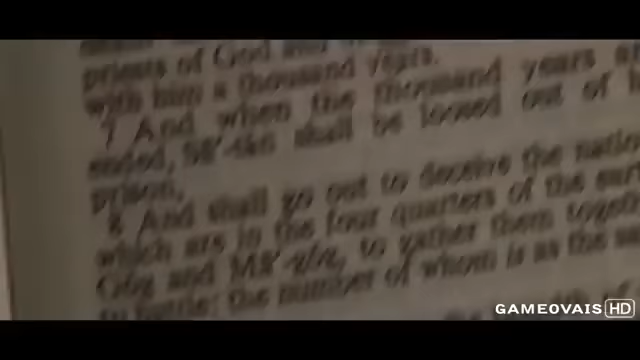 priests of God and
with him a thousand years.
7 And when the thousand years
ended, Sā'-tăn shall be loosed out of
prison,
8 And shall go out to deceive the natio
which are in the four quarters of the eart
Gŏg and Mā'-gŏg, to gather them togeth
to battle: the number of whom is as the sa
GAMEOVAIS HD